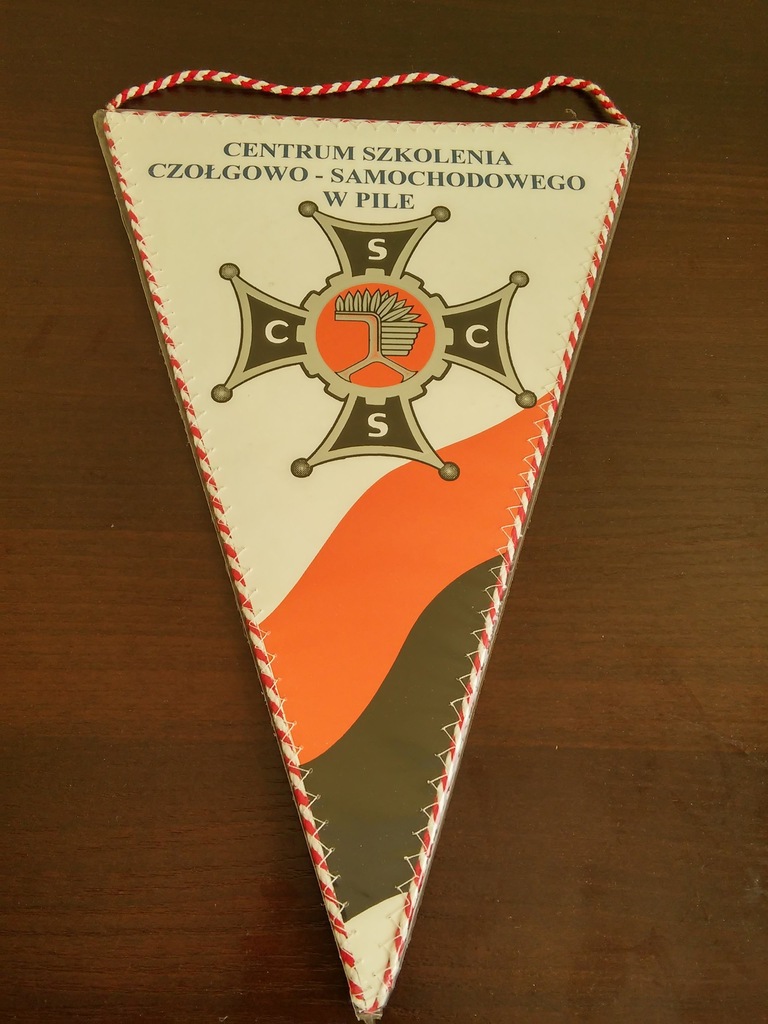 CENTRUM SZKOLENIA
CZOŁGOWO - SAMOCHODOWEGO
W PILE
S
C C
S